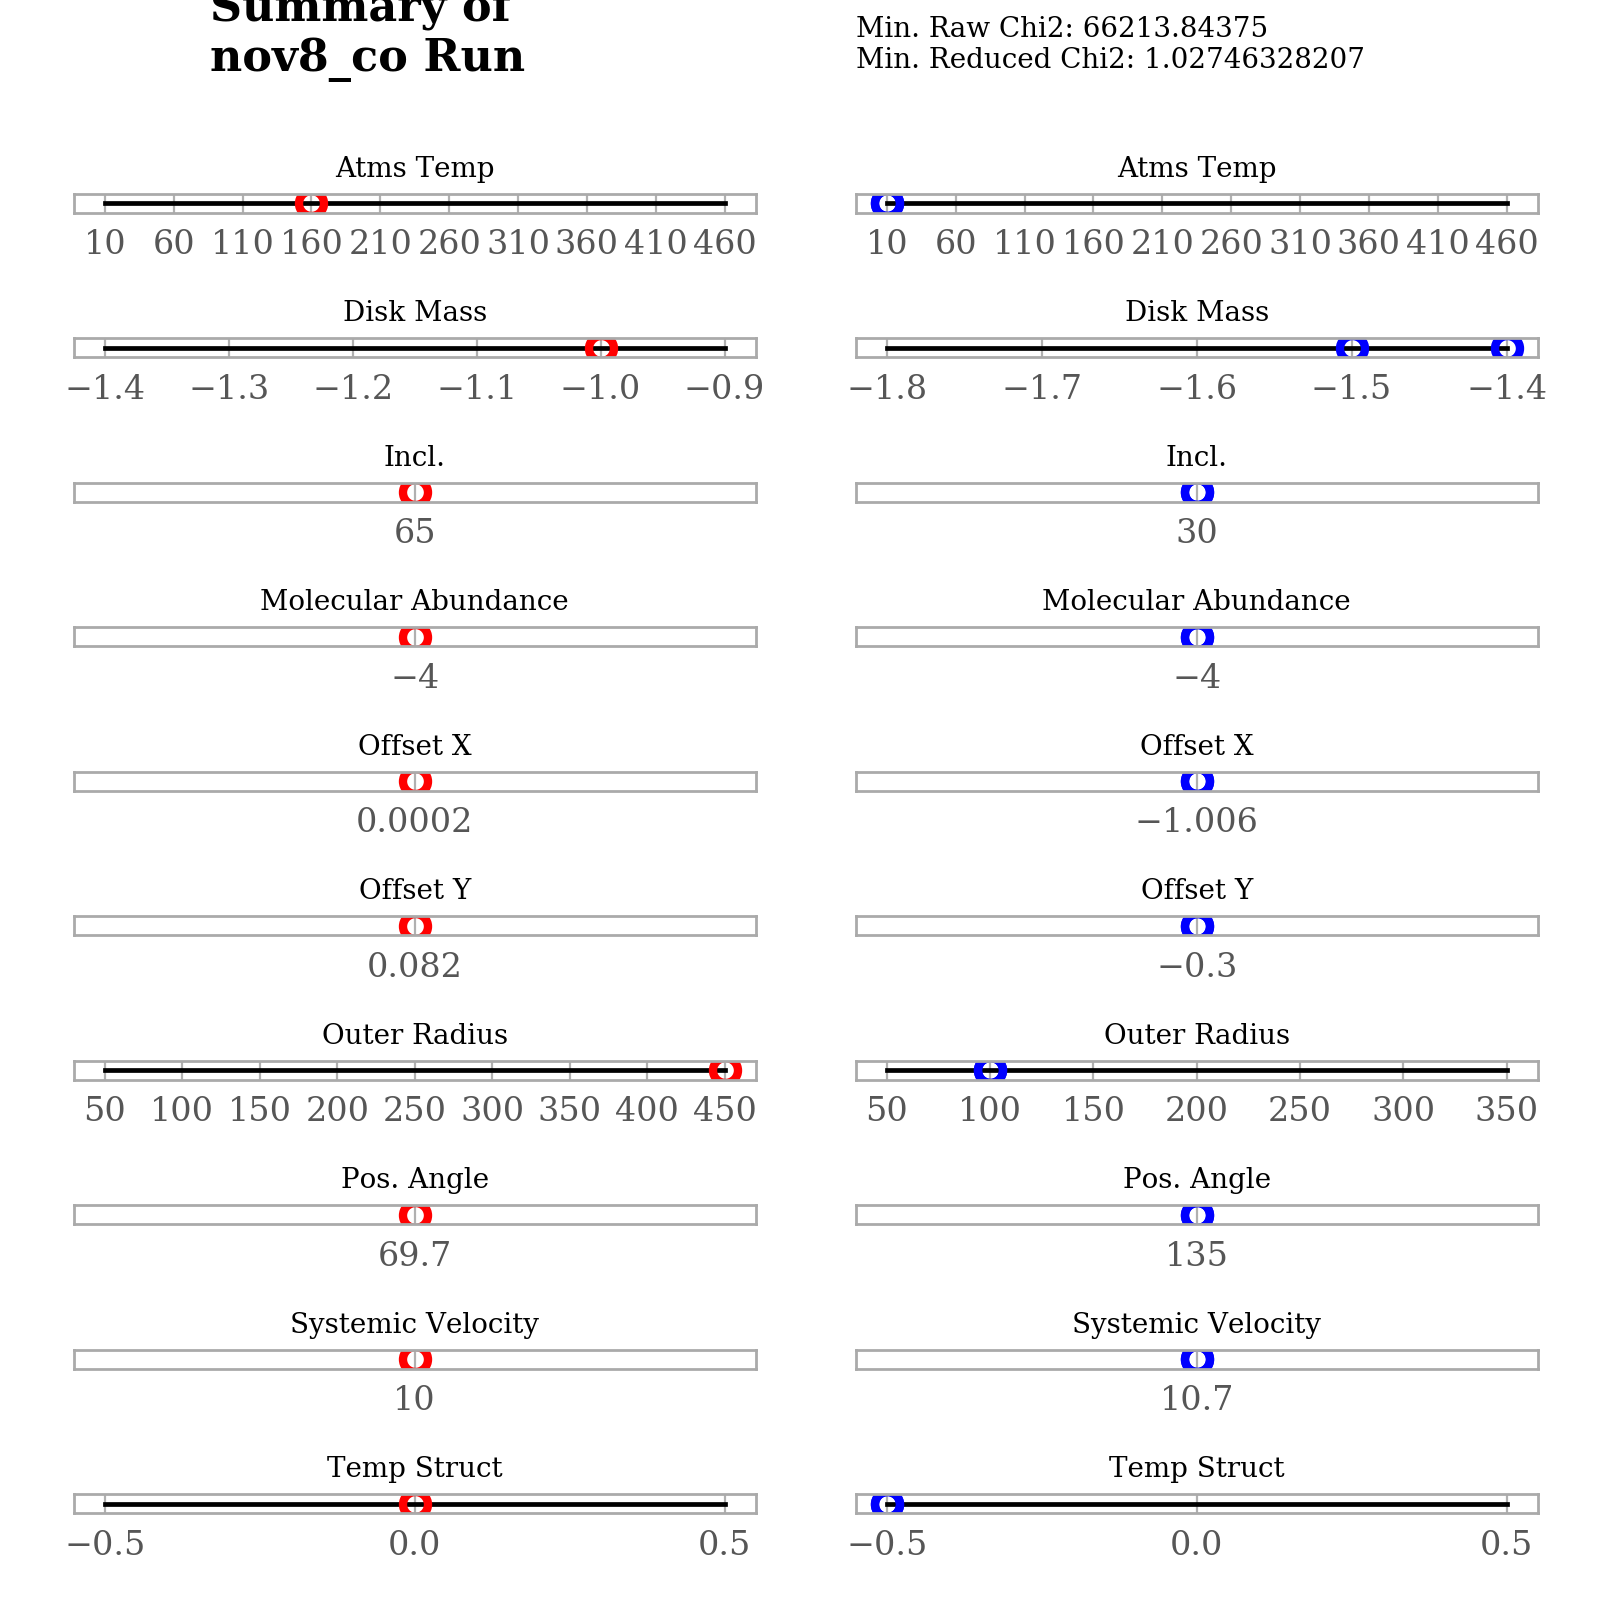 Summary of
nov8_co Run
Min. Raw Chi2: 66213.84375
Min. Reduced Chi2: 1.02746328207
Atms Temp
10 60 110 160 210 260 310 360 410 460
Atms Temp
10 60 110 160 210 260 310 360 410 460
Disk Mass
−1.4 −1.3 −1.2 −1.1 −1.0 −0.9
Disk Mass
−1.8 −1.7 −1.6 −1.5 −1.4
Incl.
65
Incl.
30
Molecular Abundance
−4
Molecular Abundance
−4
Offset X
0.0002
Offset X
−1.006
Offset Y
0.082
Offset Y
−0.3
Outer Radius
50 100 150 200 250 300 350 400 450
Outer Radius
50 100 150 200 250 300 350
Pos. Angle
69.7
Pos. Angle
135
Systemic Velocity
10
Systemic Velocity
10.7
Temp Struct
−0.5 0.0 0.5
Temp Struct
−0.5 0.0 0.5